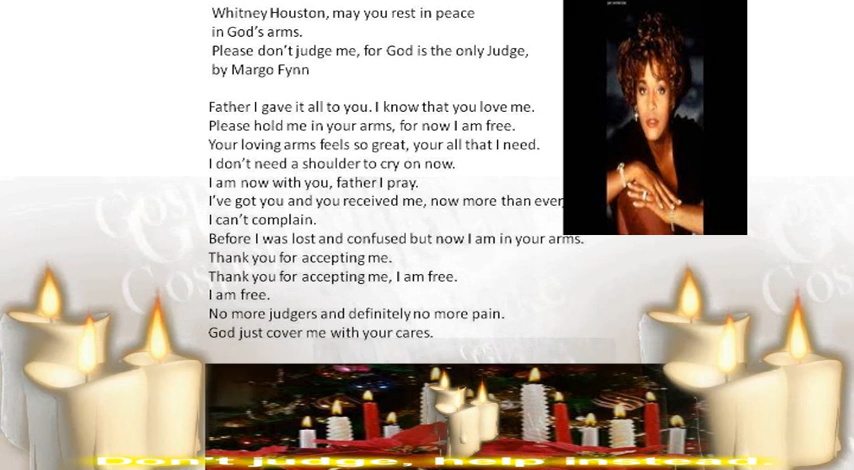 Whitney Houston, may you rest in peace
in God's arms.
Please don't judge me, for God is the only Judge,
by Margo Fynn
Father I gave it all to you. I know that you love me.
Please hold me in your arms, for now I am free.
Your loving arms feels so great, your all that I need.
I don't need a shoulder to cry on now.
I am now with you, father I pray.
I've got you and you received me, now more than ever
I can't complain.
Before I was lost and confused but now I am in your arms.
Thank you for accepting me.
Thank you for accepting me, I am free.
I am free.
No more judgers and definitely no more pain.
God just cover me with your cares.
Don't judge, help instead.